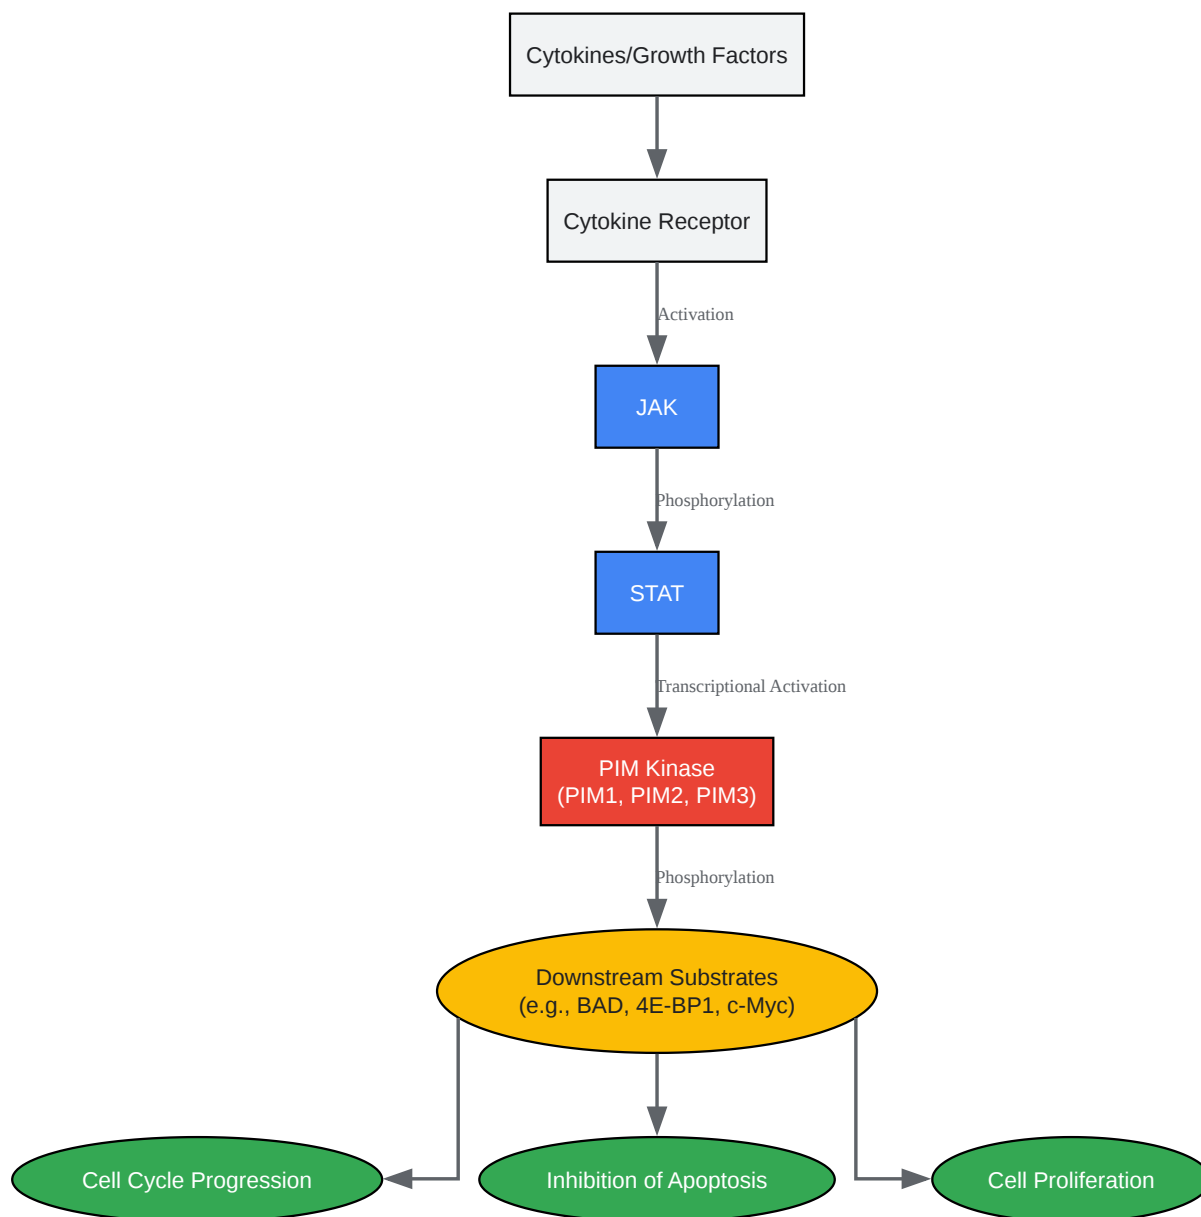 Cytokines/Growth Factors
Cytokine Receptor
Activation
JAK
Phosphorylation
STAT
Transcriptional Activation
PIM Kinase
(PIM1, PIM2, PIM3)
Phosphorylation
Downstream Substrates
(e.g., BAD, 4E-BP1, c-Myc)
Cell Cycle Progression
Inhibition of Apoptosis
Cell Proliferation